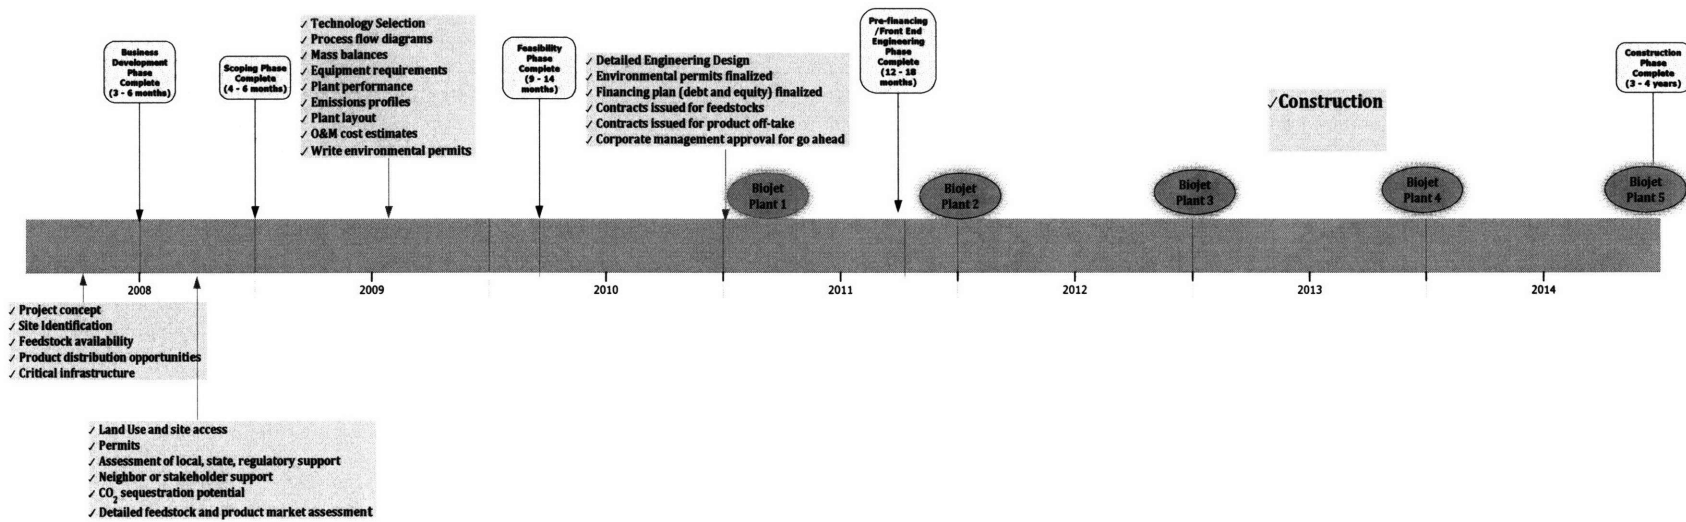 Business
Development
Phase
Complete
(3 - 6 months)
Scoping Phase
Complete
(4 - 6 months)
✓ Technology Selection
✓ Process flow diagrams
✓ Mass balances
✓ Equipment requirements
✓ Plant performance
✓ Emissions profiles
✓ Plant layout
✓ O&M cost estimates
✓ Write environmental permits
Feasibility
Phase
Complete
(9 - 14
months)
✓ Detailed Engineering Design
✓ Environmental permits finalized
✓ Financing plan (debt and equity) finalized
✓ Contracts issued for feedstocks
✓ Contracts issued for product off-take
✓ Corporate management approval for go ahead
Pre-financing
/Front End
Engineering
Phase
Complete
(12 - 18
months)
✓Construction
Construction
Phase
Complete
(3 - 4 years)
Biojet
Plant 1
Biojet
Plant 2
Biojet
Plant 3
Biojet
Plant 4
Biojet
Plant 5
2008
2009
2010
2011
2012
2013
2014
✓ Project concept
✓ Site Identification
✓ Feedstock availability
✓ Product distribution opportunities
✓ Critical infrastructure
✓ Land Use and site access
✓ Permits
✓ Assessment of local, state, regulatory support
✓ Neighbor or stakeholder support
✓ CO₂ sequestration potential
✓ Detailed feedstock and product market assessment